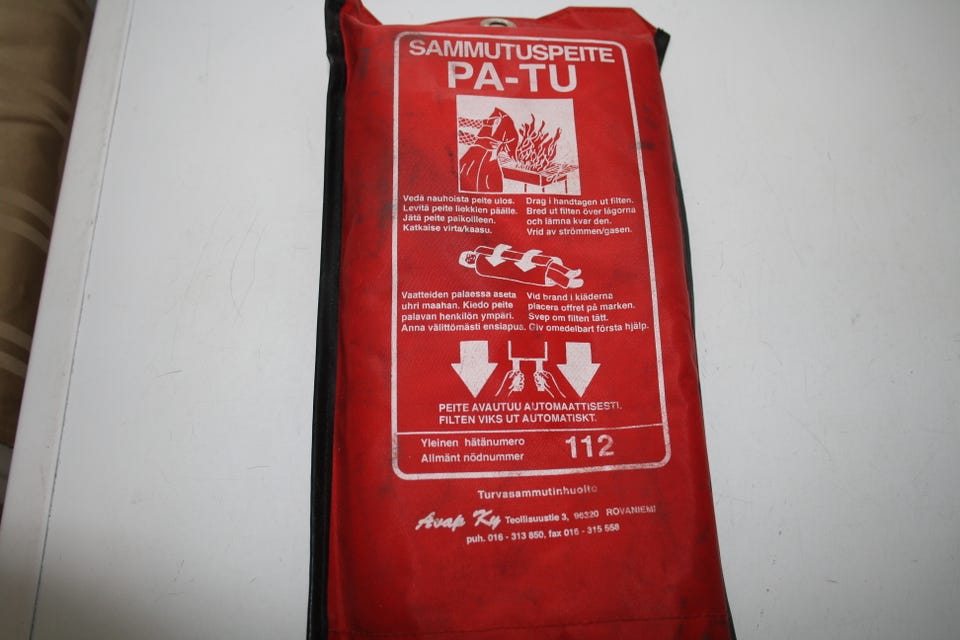 SAMMUTUSPEITE
PA-TU
Vedä nauhoista peite ulos.
Levitä peite liekkien päälle.
Jätä peite paikoilleen.
Katkaise virta/kaasu.
Drag i handtagen ut filten.
Bred ut filten över lågorna
och lämna kvar den.
Vrid av strömmen/gasen.
Vaatteiden palaessa aseta
uhri maahan. Kiedo peite
palavan henkilön ympäri.
Anna välittömästi ensiapua.
Vid brand i kläderna
placera offret på marken.
Svep om filten tätt.
Giv omedelbart första hjälp.
PEITE AVAUTUU AUTOMAATTISESTI.
FILTEN VIKS UT AUTOMATISKT.
Yleinen hätänumero
Allmänt nödnummer
112
Turvasammutinhuolto
Avap Ky Teollisuustie 3, 96320 ROVANIEMI
puh. 016 - 313 850, fax 016 - 315 558